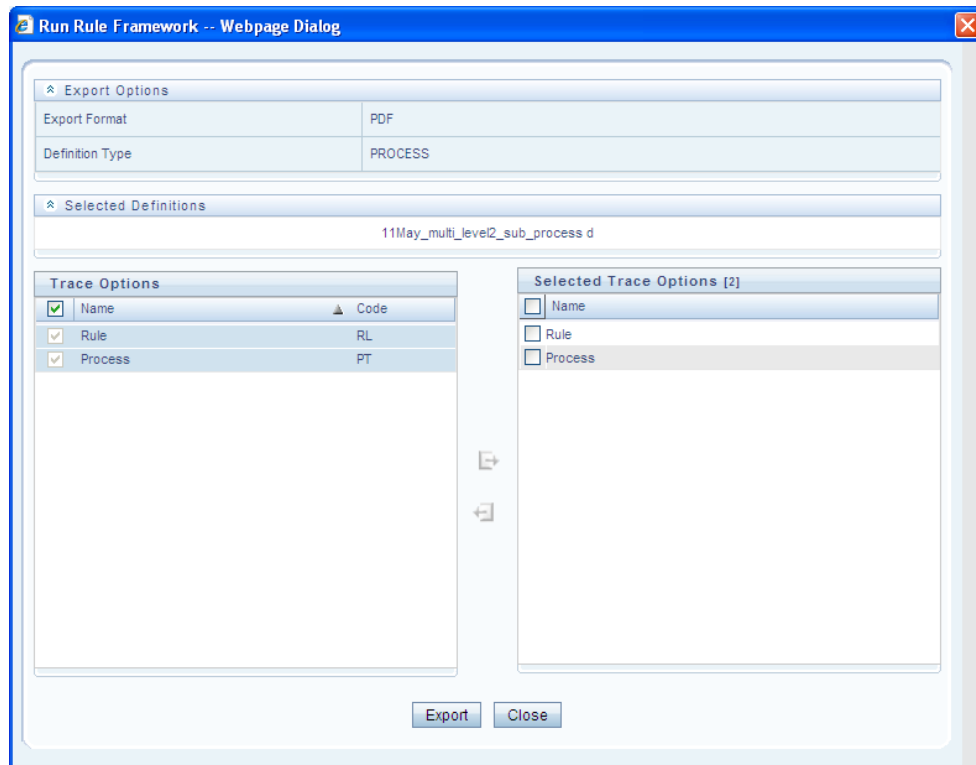 Run Rule Framework -- Webpage Dialog
Export Options
Export Format PDF
Definition Type PROCESS
Selected Definitions
11May_multi_level2_sub_process d
Trace Options
Name Code
Rule RL
Process PT
Selected Trace Options [2]
Name
Rule
Process
Export Close